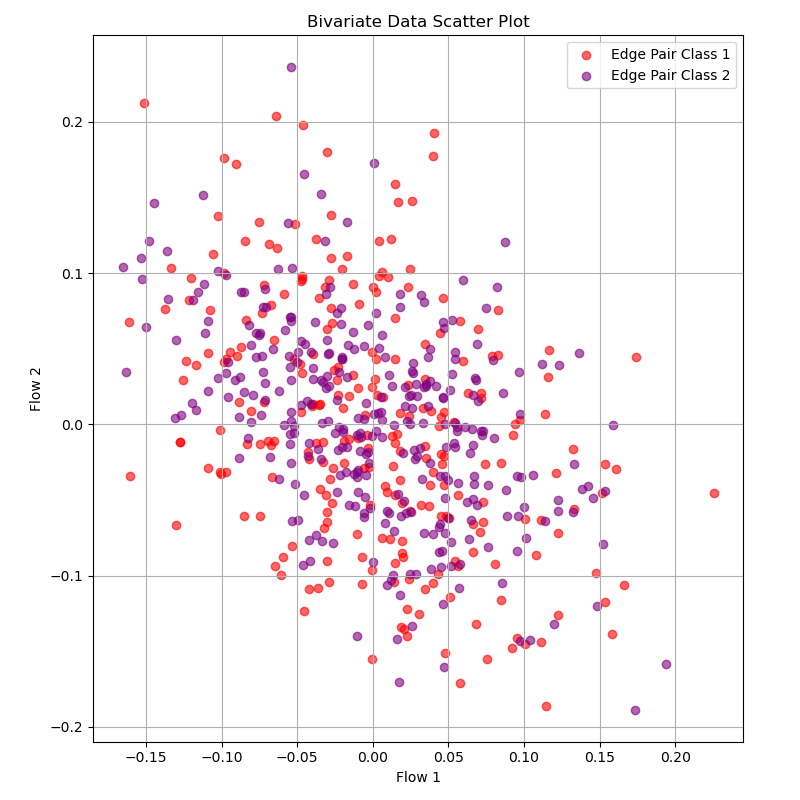 Bivariate Data Scatter Plot
Edge Pair Class 1
Edge Pair Class 2
Flow 2
0.2
0.1
0.0
−0.1
−0.2
−0.15 −0.10 −0.05 0.00 0.05 0.10 0.15 0.20
Flow 1